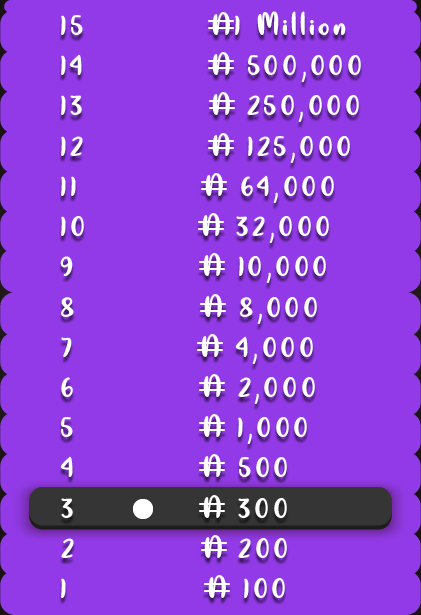 15 ₳1 Million
14 ₳ 500,000
13 ₳ 250,000
12 ₳ 125,000
11 ₳ 64,000
10 ₳ 32,000
9 ₳ 10,000
8 ₳ 8,000
7 ₳ 4,000
6 ₳ 2,000
5 ₳ 1,000
4 ₳ 500
3 ₳ 300
2 ₳ 200
1 ₳ 100